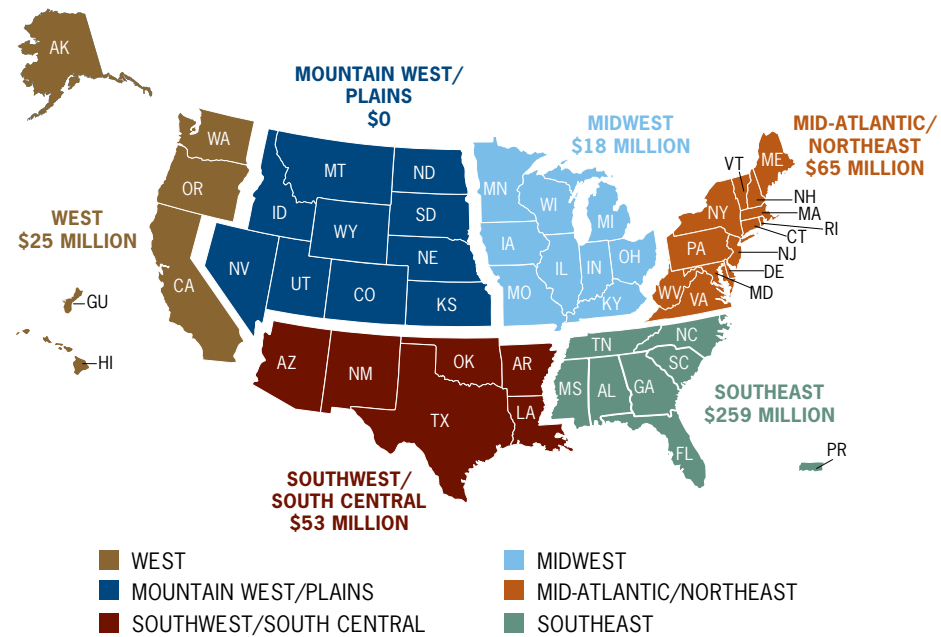 AK
MOUNTAIN WEST/
PLAINS
$0
MIDWEST
$18 MILLION
MID-ATLANTIC/
NORTHEAST
$65 MILLION
WEST
$25 MILLION
WA
OR
CA
GU
HI
MT
ND
ID
WY
SD
NE
NV
UT
CO
KS
MN
WI
MI
IA
IL
IN
OH
MO
KY
VT
ME
NH
MA
RI
CT
NY
NJ
PA
DE
MD
WV
VA
AZ
NM
OK
AR
TX
LA
TN
NC
SC
MS
AL
GA
FL
PR
SOUTHEAST
$259 MILLION
SOUTHWEST/
SOUTH CENTRAL
$53 MILLION
WEST
MOUNTAIN WEST/PLAINS
SOUTHWEST/SOUTH CENTRAL
MIDWEST
MID-ATLANTIC/NORTHEAST
SOUTHEAST